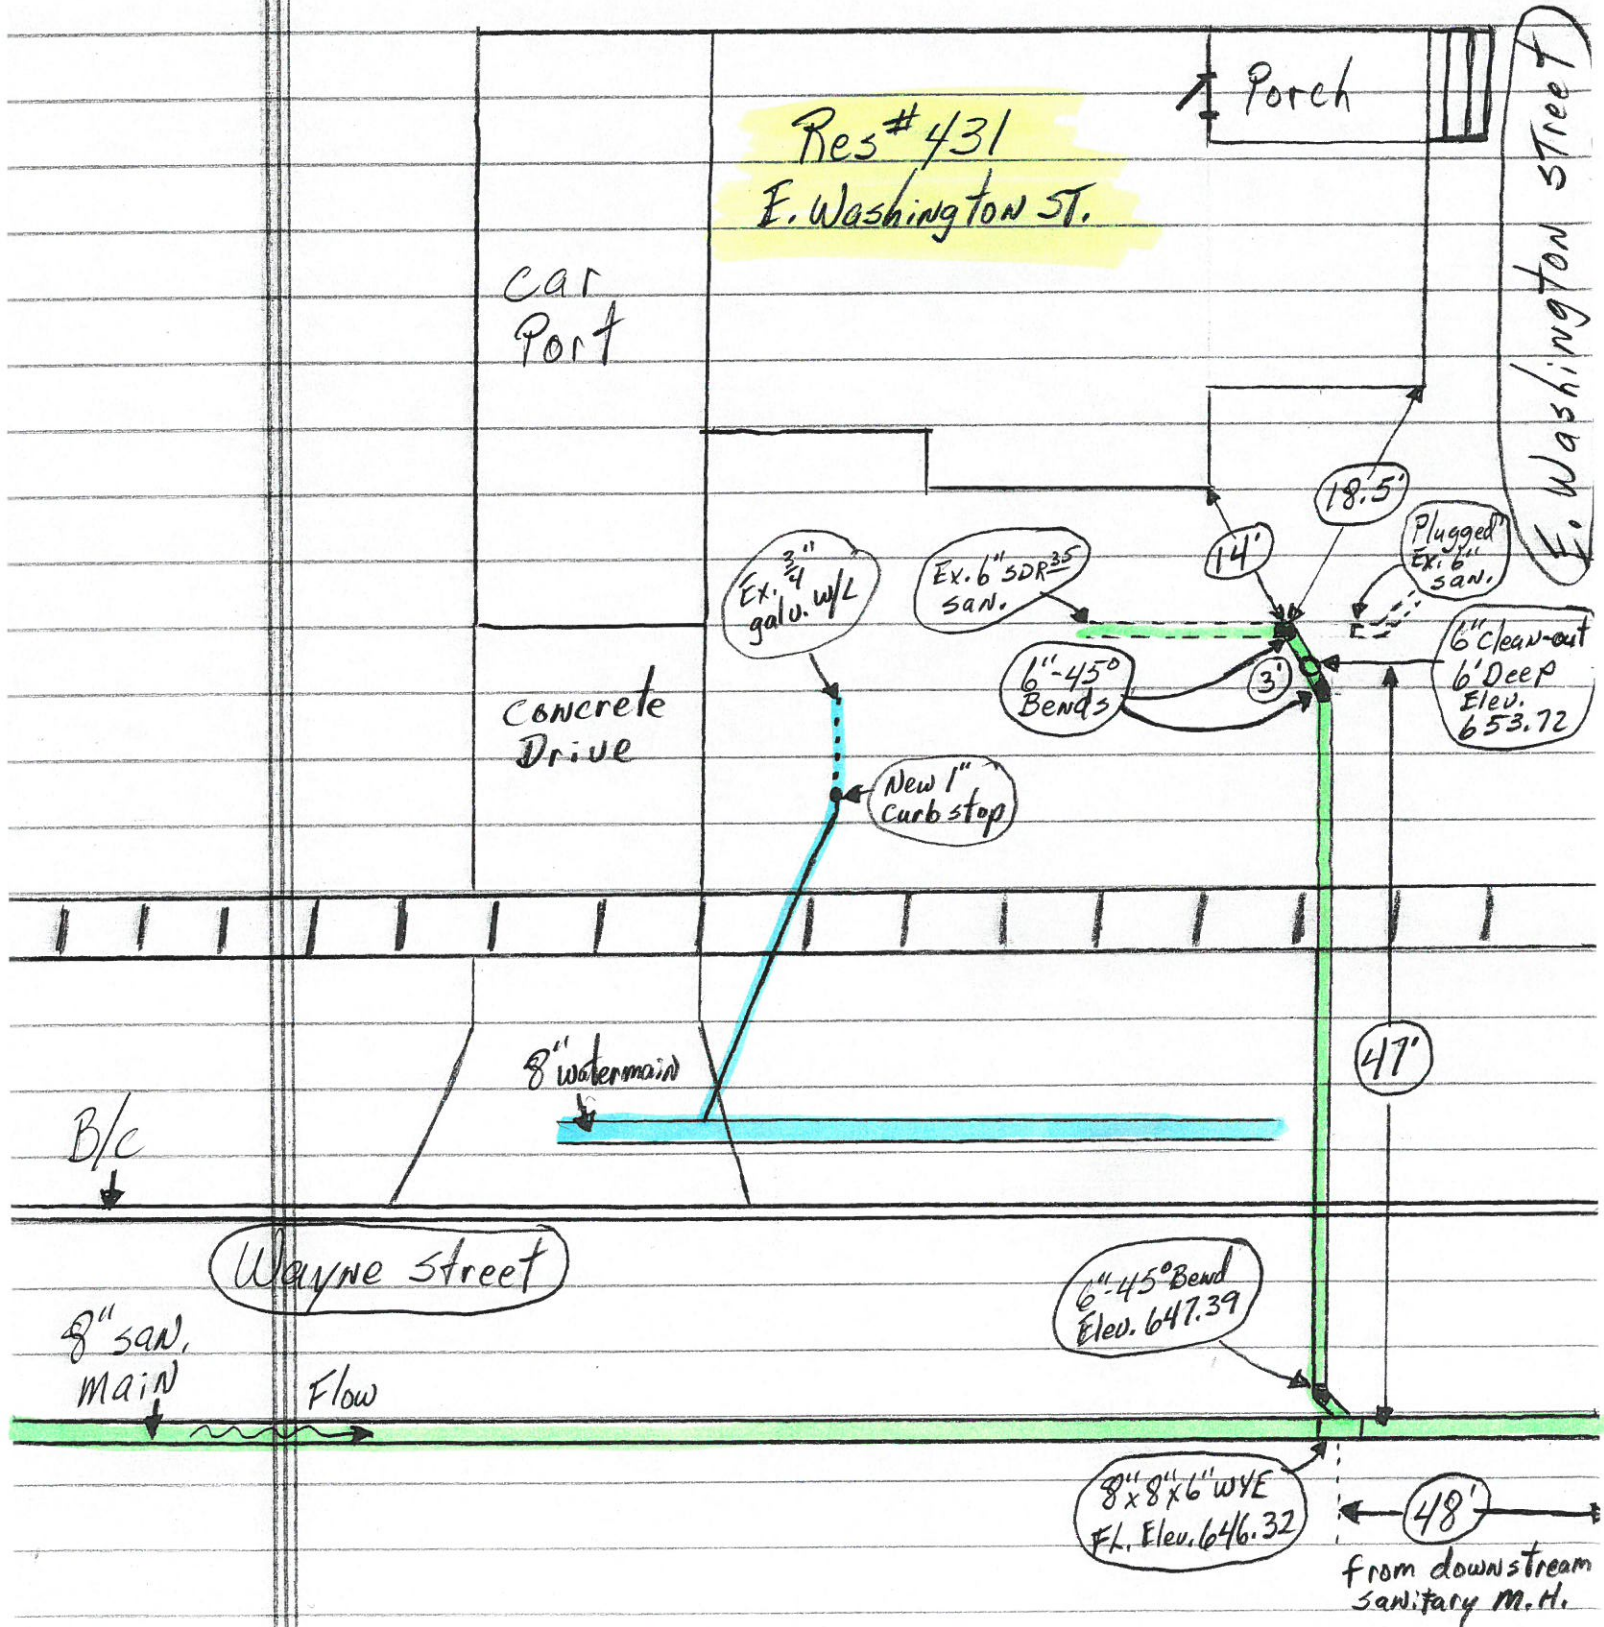 Porch
E. Washington Street
Res# 431
E. Washington St.
Car
Port
18.5'
14'
Plugged
Ex. 6"
san.
Ex. 3/4"
galv. w/L
Ex. 6" SDR 35
san.
6" Clean-out
6' Deep
Elev.
653.72
6"-45°
Bends
3'
Concrete
Drive
New 1"
Curb stop
47'
8" watermain
B/C
Wayne Street
6"-45° Bend
Elev. 647.39
8" san.
main
Flow
8"x8"x6" WYE
FL. Elev. 646.32
48'
from downstream
sanitary M.H.